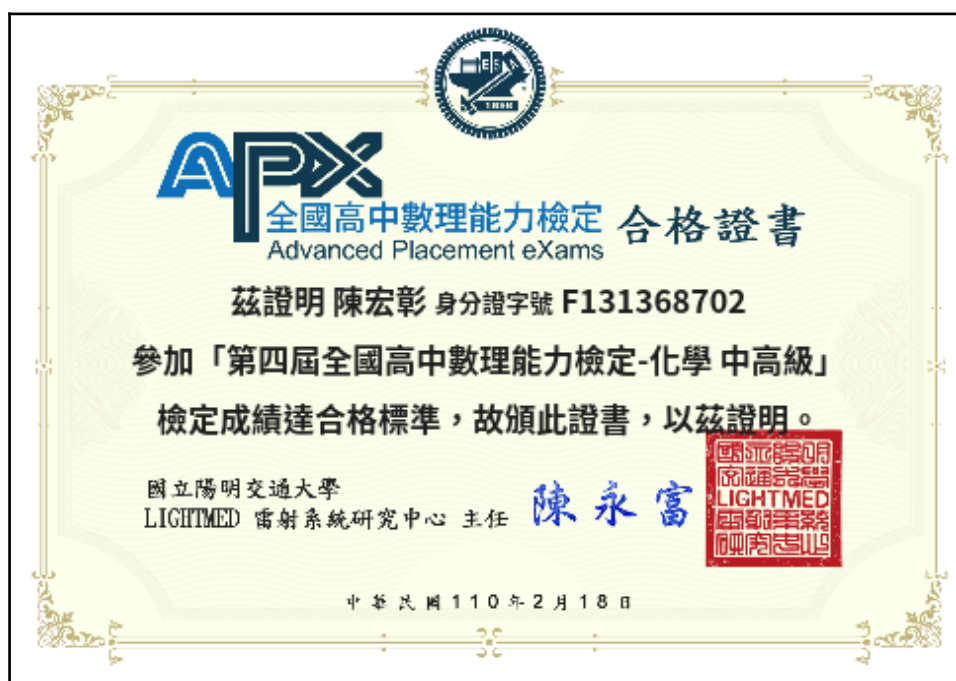 1896
APX
全國高中數理能力檢定 合格證書
Advanced Placement eXams
茲證明 陳宏彰 身分證字號 F131368702
參加「第四屆全國高中數理能力檢定-化學 中高級」
檢定成績達合格標準，故頒此證書，以茲證明。
國立陽明交通大學
LIGHTMED 雷射系統研究中心 主任 陳永富
LIGHTMED
中華民國110年2月18日